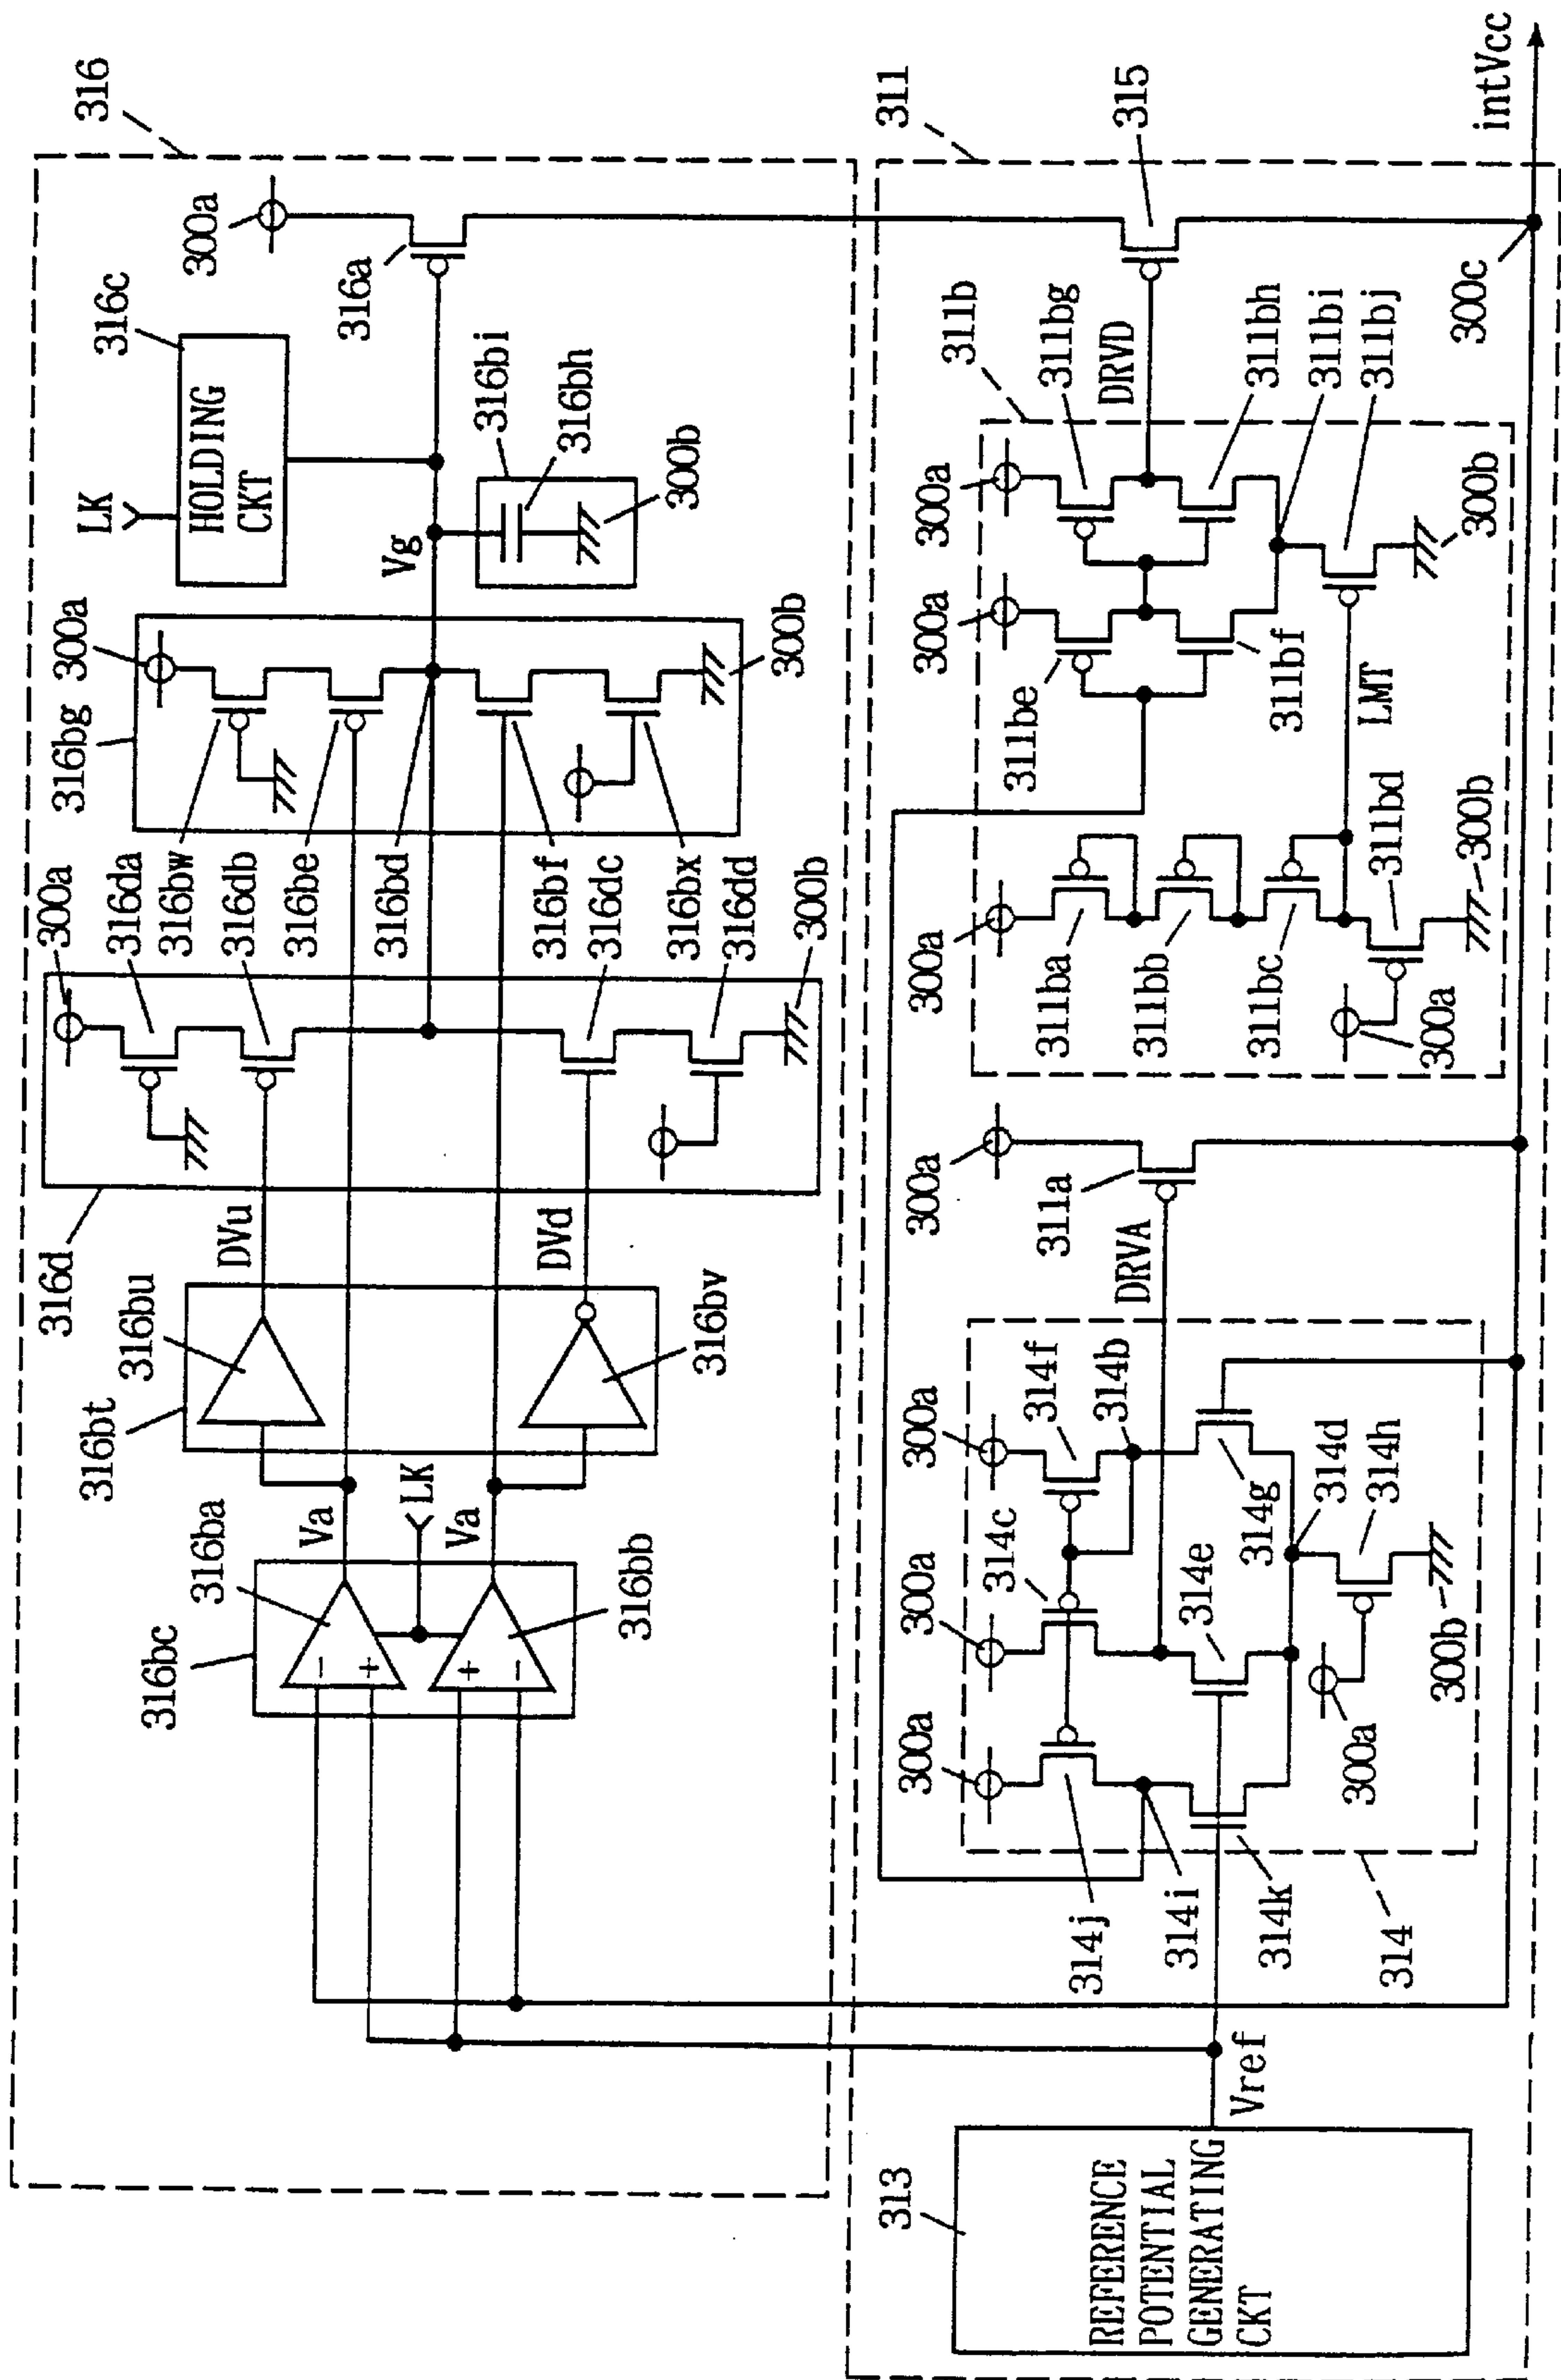 316
300a
LK
316c
HOLDING
CKT
316a
316bi
316bh
300b
Vg
316bg
300a
300b
316da
316bw
316db
316be
316bd
316bf
316dc
316bx
316dd
300b
300a
316d
DVu
DVd
316bt
316bu
316bv
Va
LK
Va
316bc
316ba
316bb
311
315
intVcc
300c
311b
DRVD
311bg
311bh
311bi
311bj
300a
300a
300b
311be
311bf
LMT
300a
311ba
311bb
311bc
311bd
300a
300b
300a
311a
DRVA
300a
314f
314b
314c
314g
314d
314h
300a
314e
300b
300a
300a
314j
314i
314k
314
Vref
313
REFERENCE
POTENTIAL
GENERATING
CKT